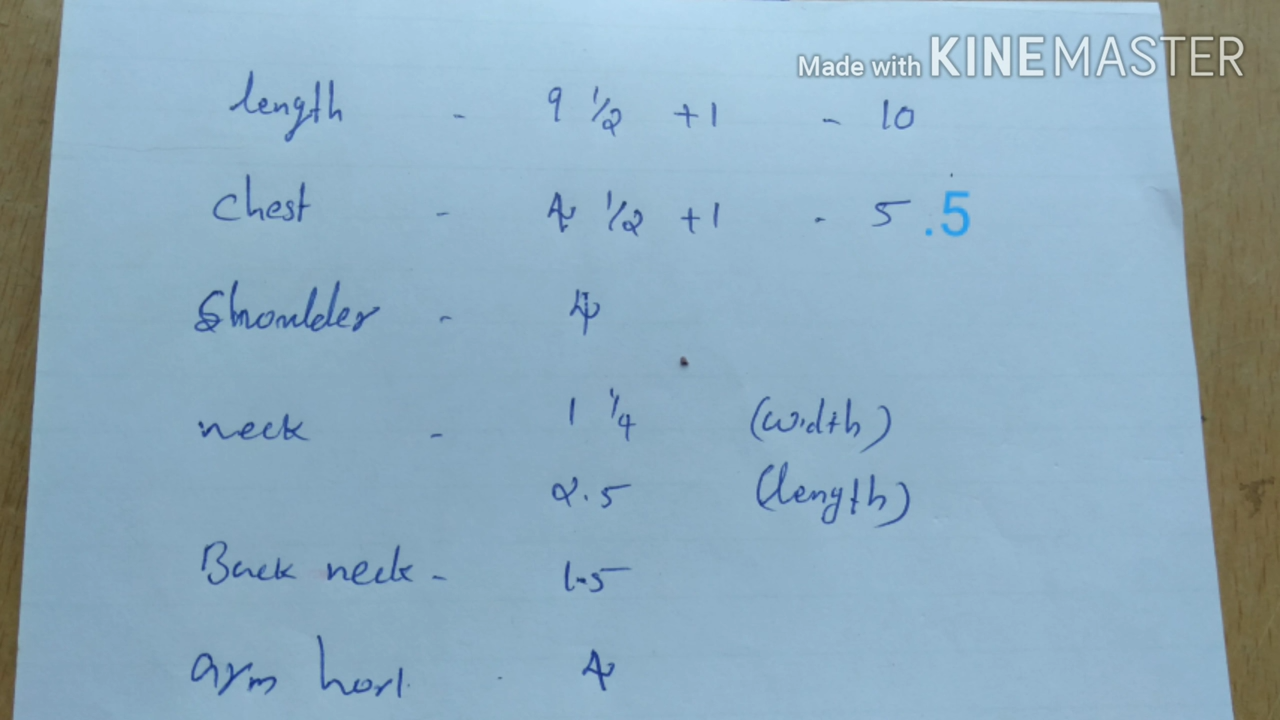 Made with KINEMASTER
length - 9 1/2 +1 - 10
chest - 4 1/2 +1 - 5 .5
Shoulder - 4
neck - 1 1/4 (width)
2.5 (length)
Back neck - 1.5
arm horl. - 4